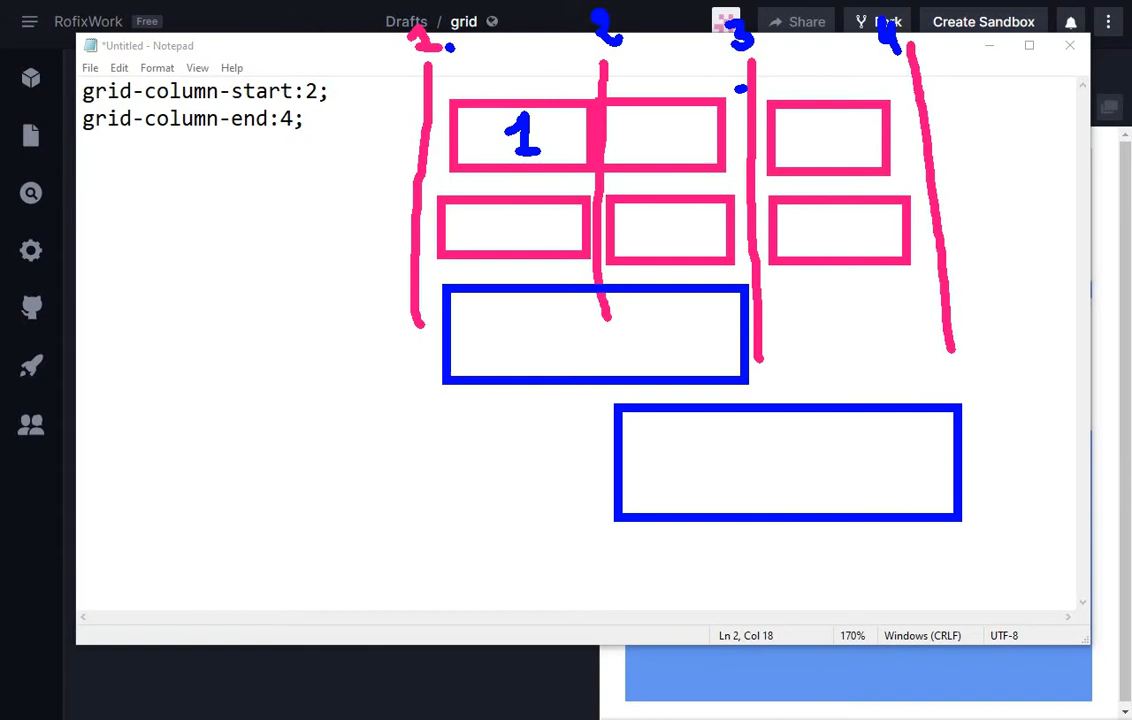 RofixWork Free Drafts / grid Share Fork Create Sandbox
*Untitled - Notepad
File Edit Format View Help
1 2 3 4
grid-column-start:2;
grid-column-end:4;
1
Ln 2, Col 18 170% Windows (CRLF) UTF-8